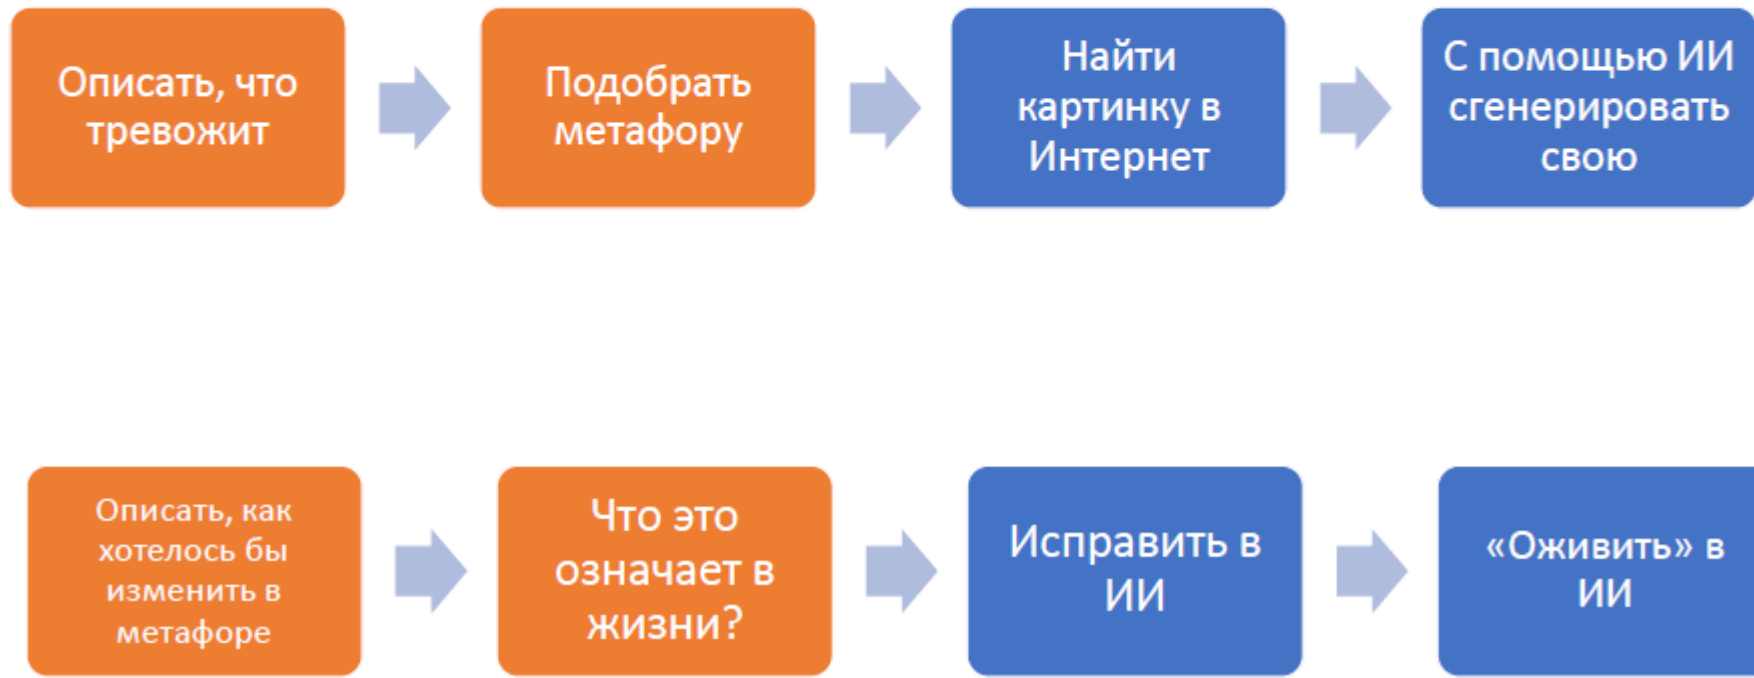 Описать, что
тревожит
Подобрать
метафору
Найти
картинку в
Интернет
С помощью ИИ
сгенерировать
свою
Описать, как
хотелось бы
изменить в
метафоре
Что это
означает в
жизни?
Исправить в
ИИ
«Оживить» в
ИИ